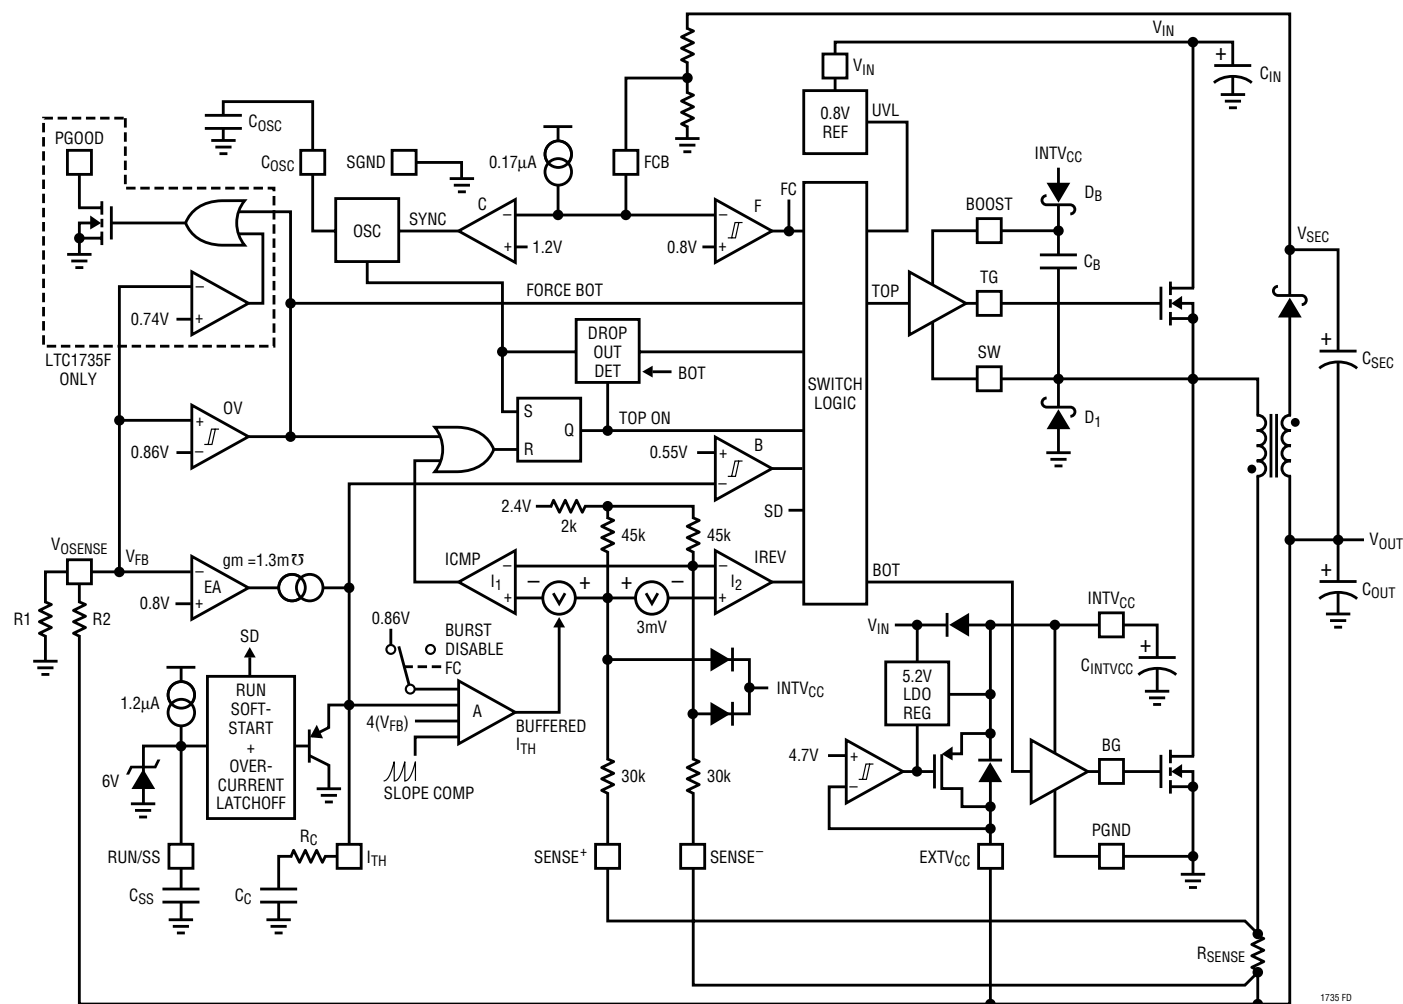 VIN
VIN
CIN
0.8V
REF
UVL
COSC
COSC
PGOOD
SGND
0.17µA
FCB
INTVCC
DB
BOOST
FC
F
C
SYNC
OSC
1.2V
0.8V
VSEC
CB
TG
TOP
FORCE BOT
0.74V
LTC1735F
ONLY
DROP
OUT
DET
BOT
SW
CSEC
SWITCH
LOGIC
D1
OV
S
Q
R
TOP ON
0.86V
0.55V
B
2.4V
2k
45k
45k
SD
VOSENSE
VFB
gm =1.3m℧
EA
0.8V
ICMP
I1
IREV
I2
3mV
BOT
VOUT
COUT
R1
R2
INTVCC
CINTVCC
VIN
0.86V
BURST
DISABLE
FC
SD
1.2µA
RUN
SOFT-
START
+
OVER-
CURRENT
LATCHOFF
6V
A
4(VFB)
BUFFERED
ITH
SLOPE COMP
INTVCC
5.2V
LDO
REG
4.7V
BG
30k
30k
PGND
RUN/SS
RC
ITH
SENSE+
SENSE–
EXTVCC
CSS
CC
RSENSE
1735 FD